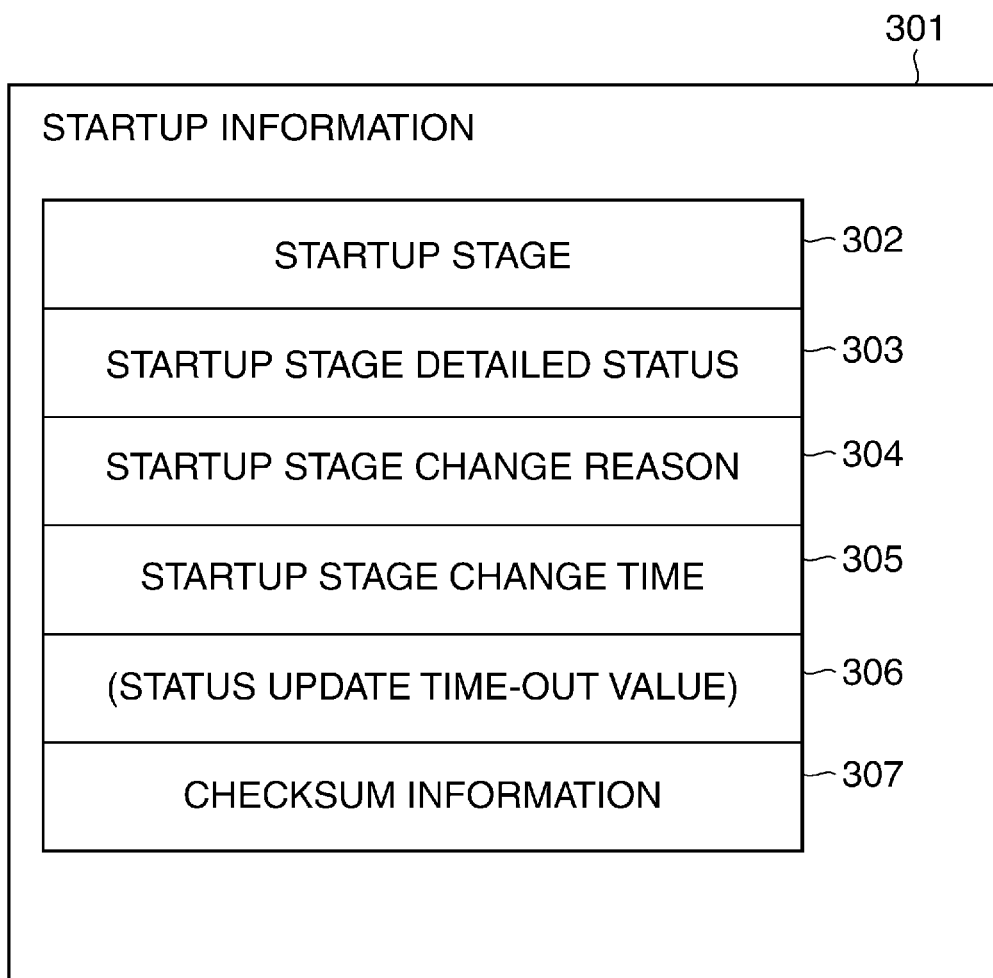 301
STARTUP INFORMATION
STARTUP STAGE 302
STARTUP STAGE DETAILED STATUS 303
STARTUP STAGE CHANGE REASON 304
STARTUP STAGE CHANGE TIME 305
(STATUS UPDATE TIME-OUT VALUE) 306
CHECKSUM INFORMATION 307